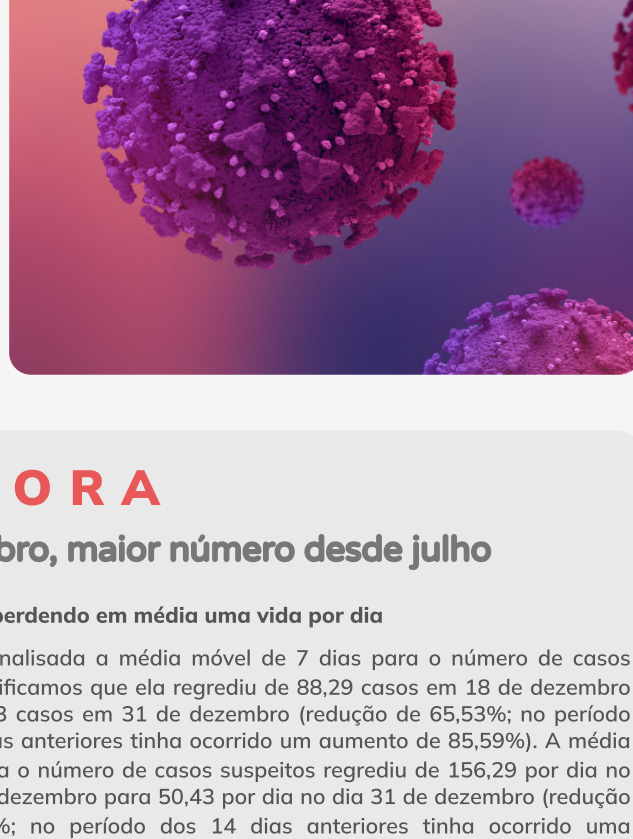 ORA
bro, maior número desde julho
perdendo em média uma vida por dia
nalisada a média móvel de 7 dias para o número de casos
ificamos que ela regrediu de 88,29 casos em 18 de dezembro
3 casos em 31 de dezembro (redução de 65,53%; no período
as anteriores tinha ocorrido um aumento de 85,59%). A média
a o número de casos suspeitos regrediu de 156,29 por dia no
dezembro para 50,43 por dia no dia 31 de dezembro (redução
%; no período dos 14 dias anteriores tinha ocorrido uma